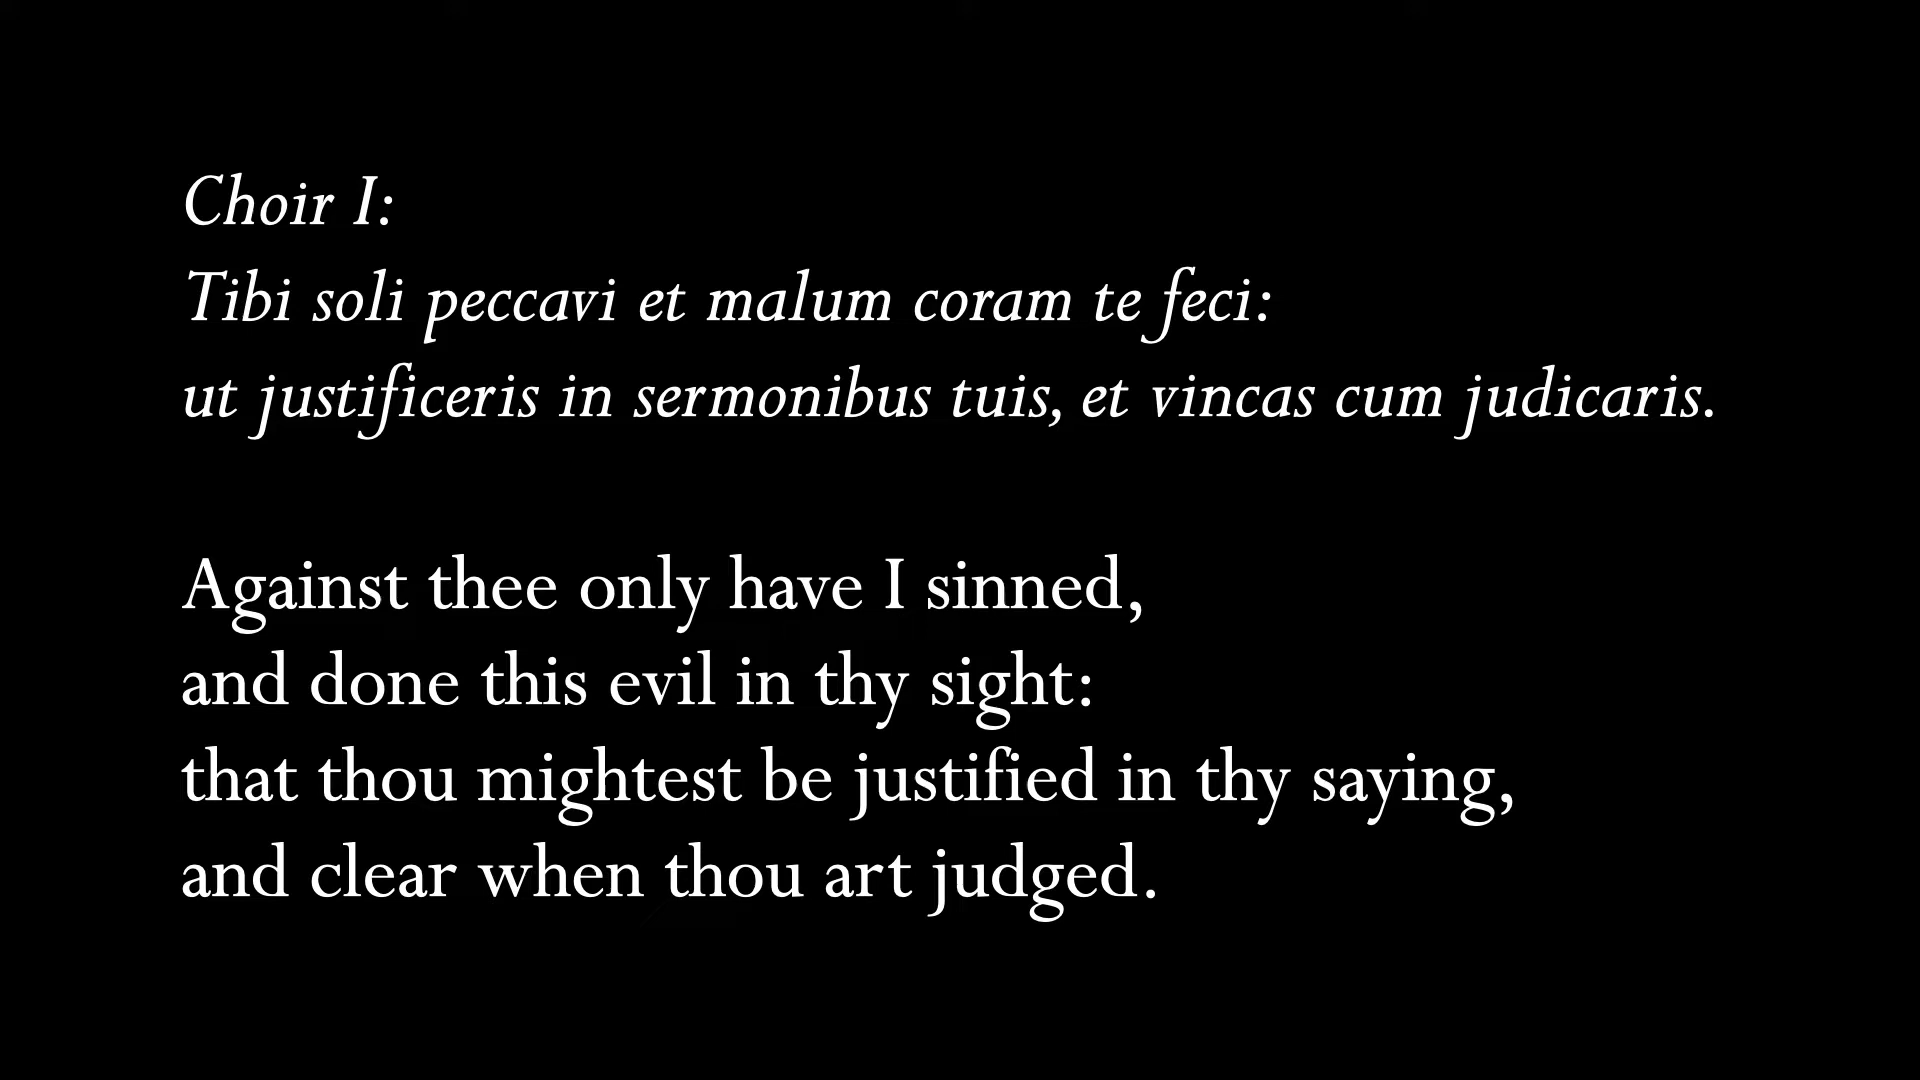 Choir I:
Tibi soli peccavi et malum coram te feci:
ut justificeris in sermonibus tuis, et vincas cum judicaris.
Against thee only have I sinned,
and done this evil in thy sight:
that thou mightest be justified in thy saying,
and clear when thou art judged.